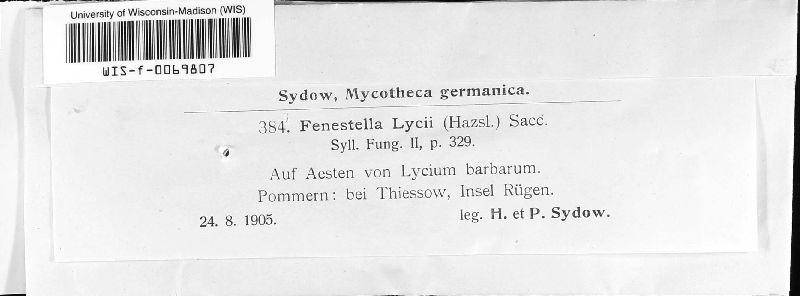 University of Wisconsin-Madison (WIS)
WIS-f-0069807
Sydow, Mycotheca germanica.
384. Fenestella Lycii (Hazsl.) Sacc.
Syll. Fung. II, p. 329.
Auf Aesten von Lycium barbarum.
Pommern: bei Thiessow, Insel Rügen.
24. 8. 1905.
leg. H. et P. Sydow.